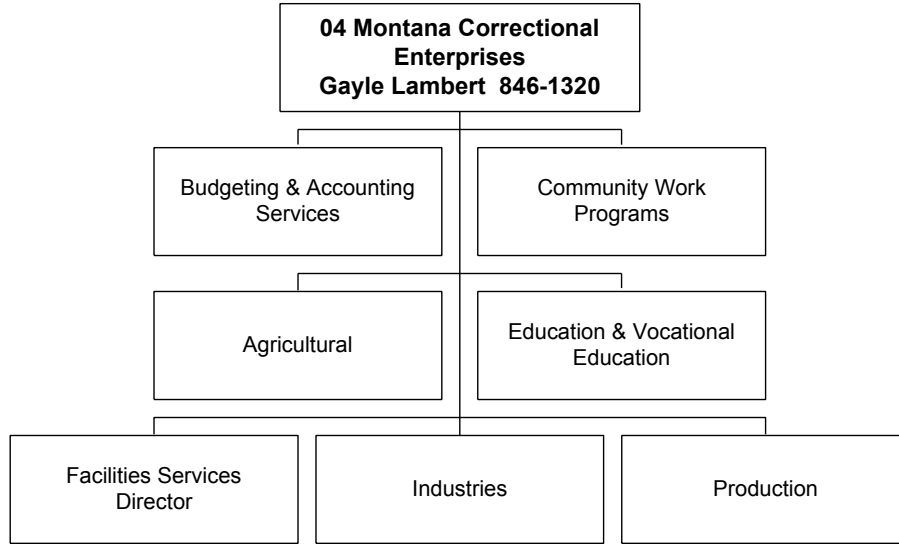 04 Montana Correctional
Enterprises
Gayle Lambert  846-1320
Budgeting & Accounting
Services
Community Work
Programs
Agricultural
Education & Vocational
Education
Facilities Services
Director
Industries
Production